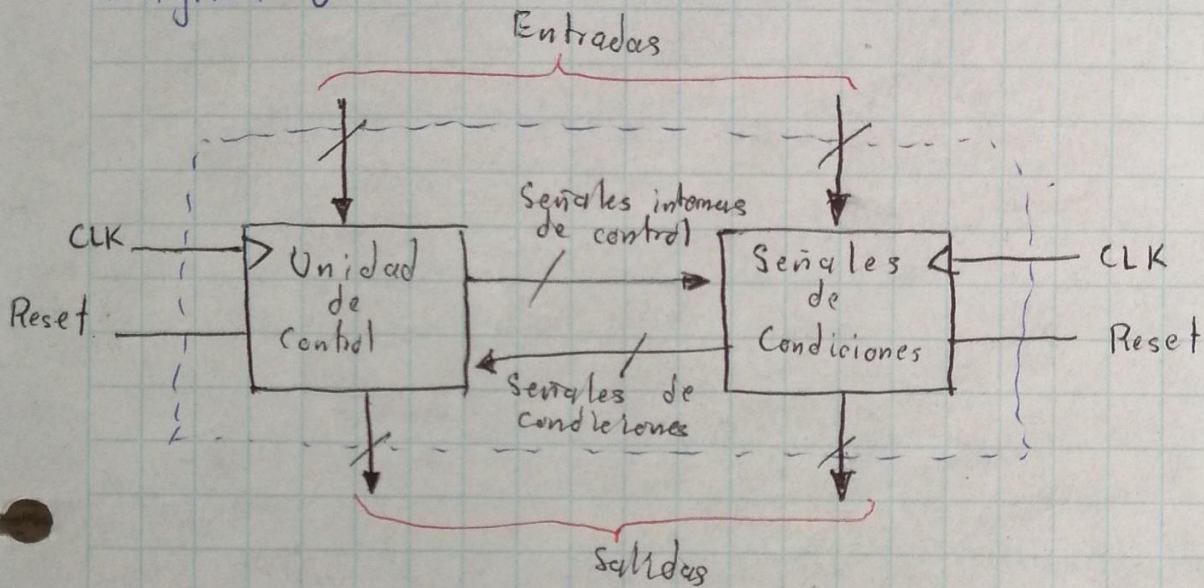 Entradas
Señales internas
de control
CLK
Unidad
de
Control
Reset
Señales
de
Condiciones
CLK
Reset
Señales de
condiciones
Salidas